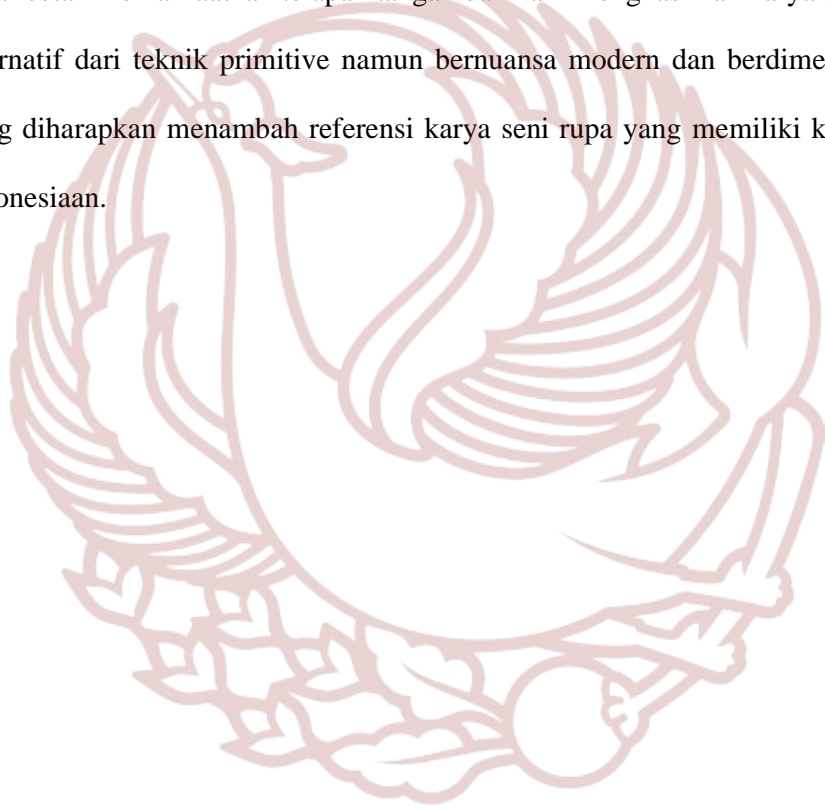 rnatif dari teknik primitive namun bernuansa modern dan berdime
g diharapkan menambah referensi karya seni rupa yang memiliki k
onesiaan.